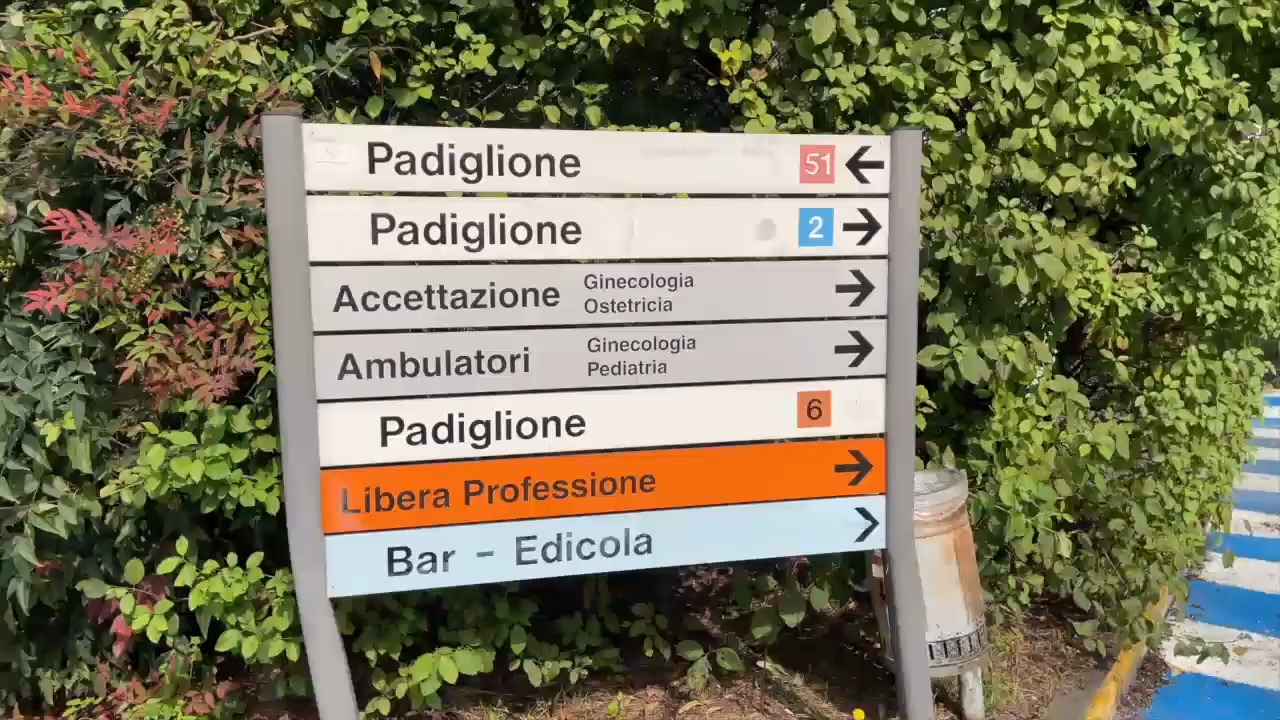 Padiglione 51 ←
Padiglione 2 →
Accettazione Ginecologia Ostetricia →
Ambulatori Ginecologia Pediatria →
Padiglione 6
Libera Professione →
Bar - Edicola >